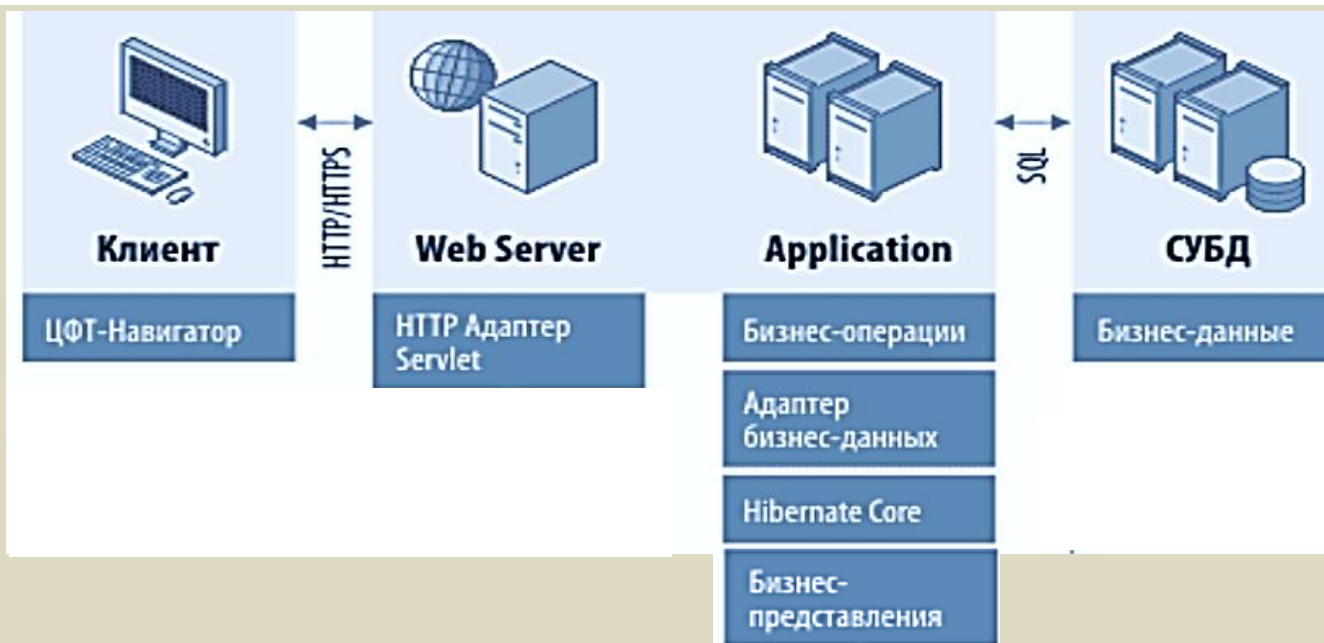 Клиент
HTTP/HTTPS
Web Server
Application
SQL
СУБД
ЦФТ-Навигатор
HTTP Адаптер
Servlet
Бизнес-операции
Адаптер
бизнес-данных
Hibernate Core
Бизнес-
представления
Бизнес-данные